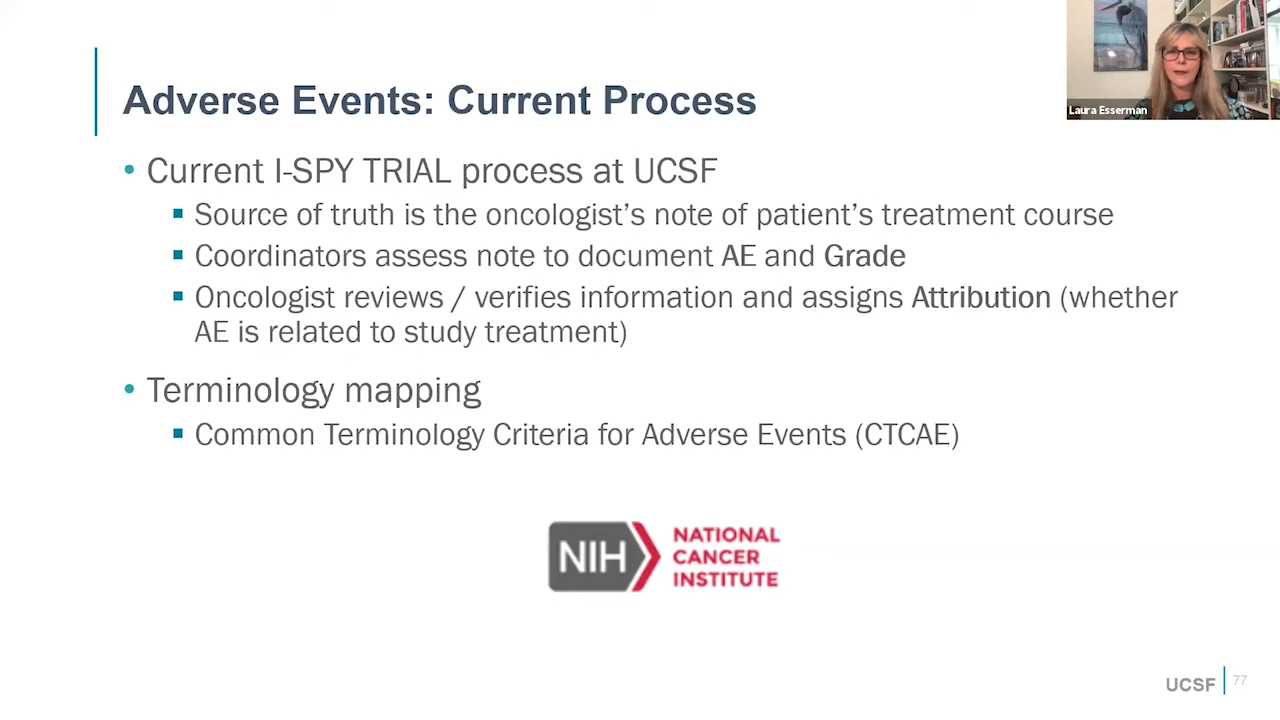 Laura Esserman
Adverse Events: Current Process
• Current I-SPY TRIAL process at UCSF
▪ Source of truth is the oncologist’s note of patient’s treatment course
▪ Coordinators assess note to document AE and Grade
▪ Oncologist reviews / verifies information and assigns Attribution (whether
AE is related to study treatment)
• Terminology mapping
▪ Common Terminology Criteria for Adverse Events (CTCAE)
NIH
NATIONAL
CANCER
INSTITUTE
UCSF
77